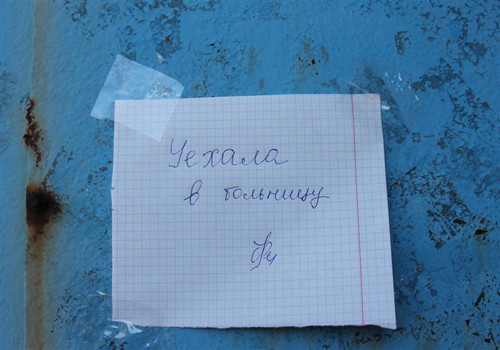 Уехала
в больницу